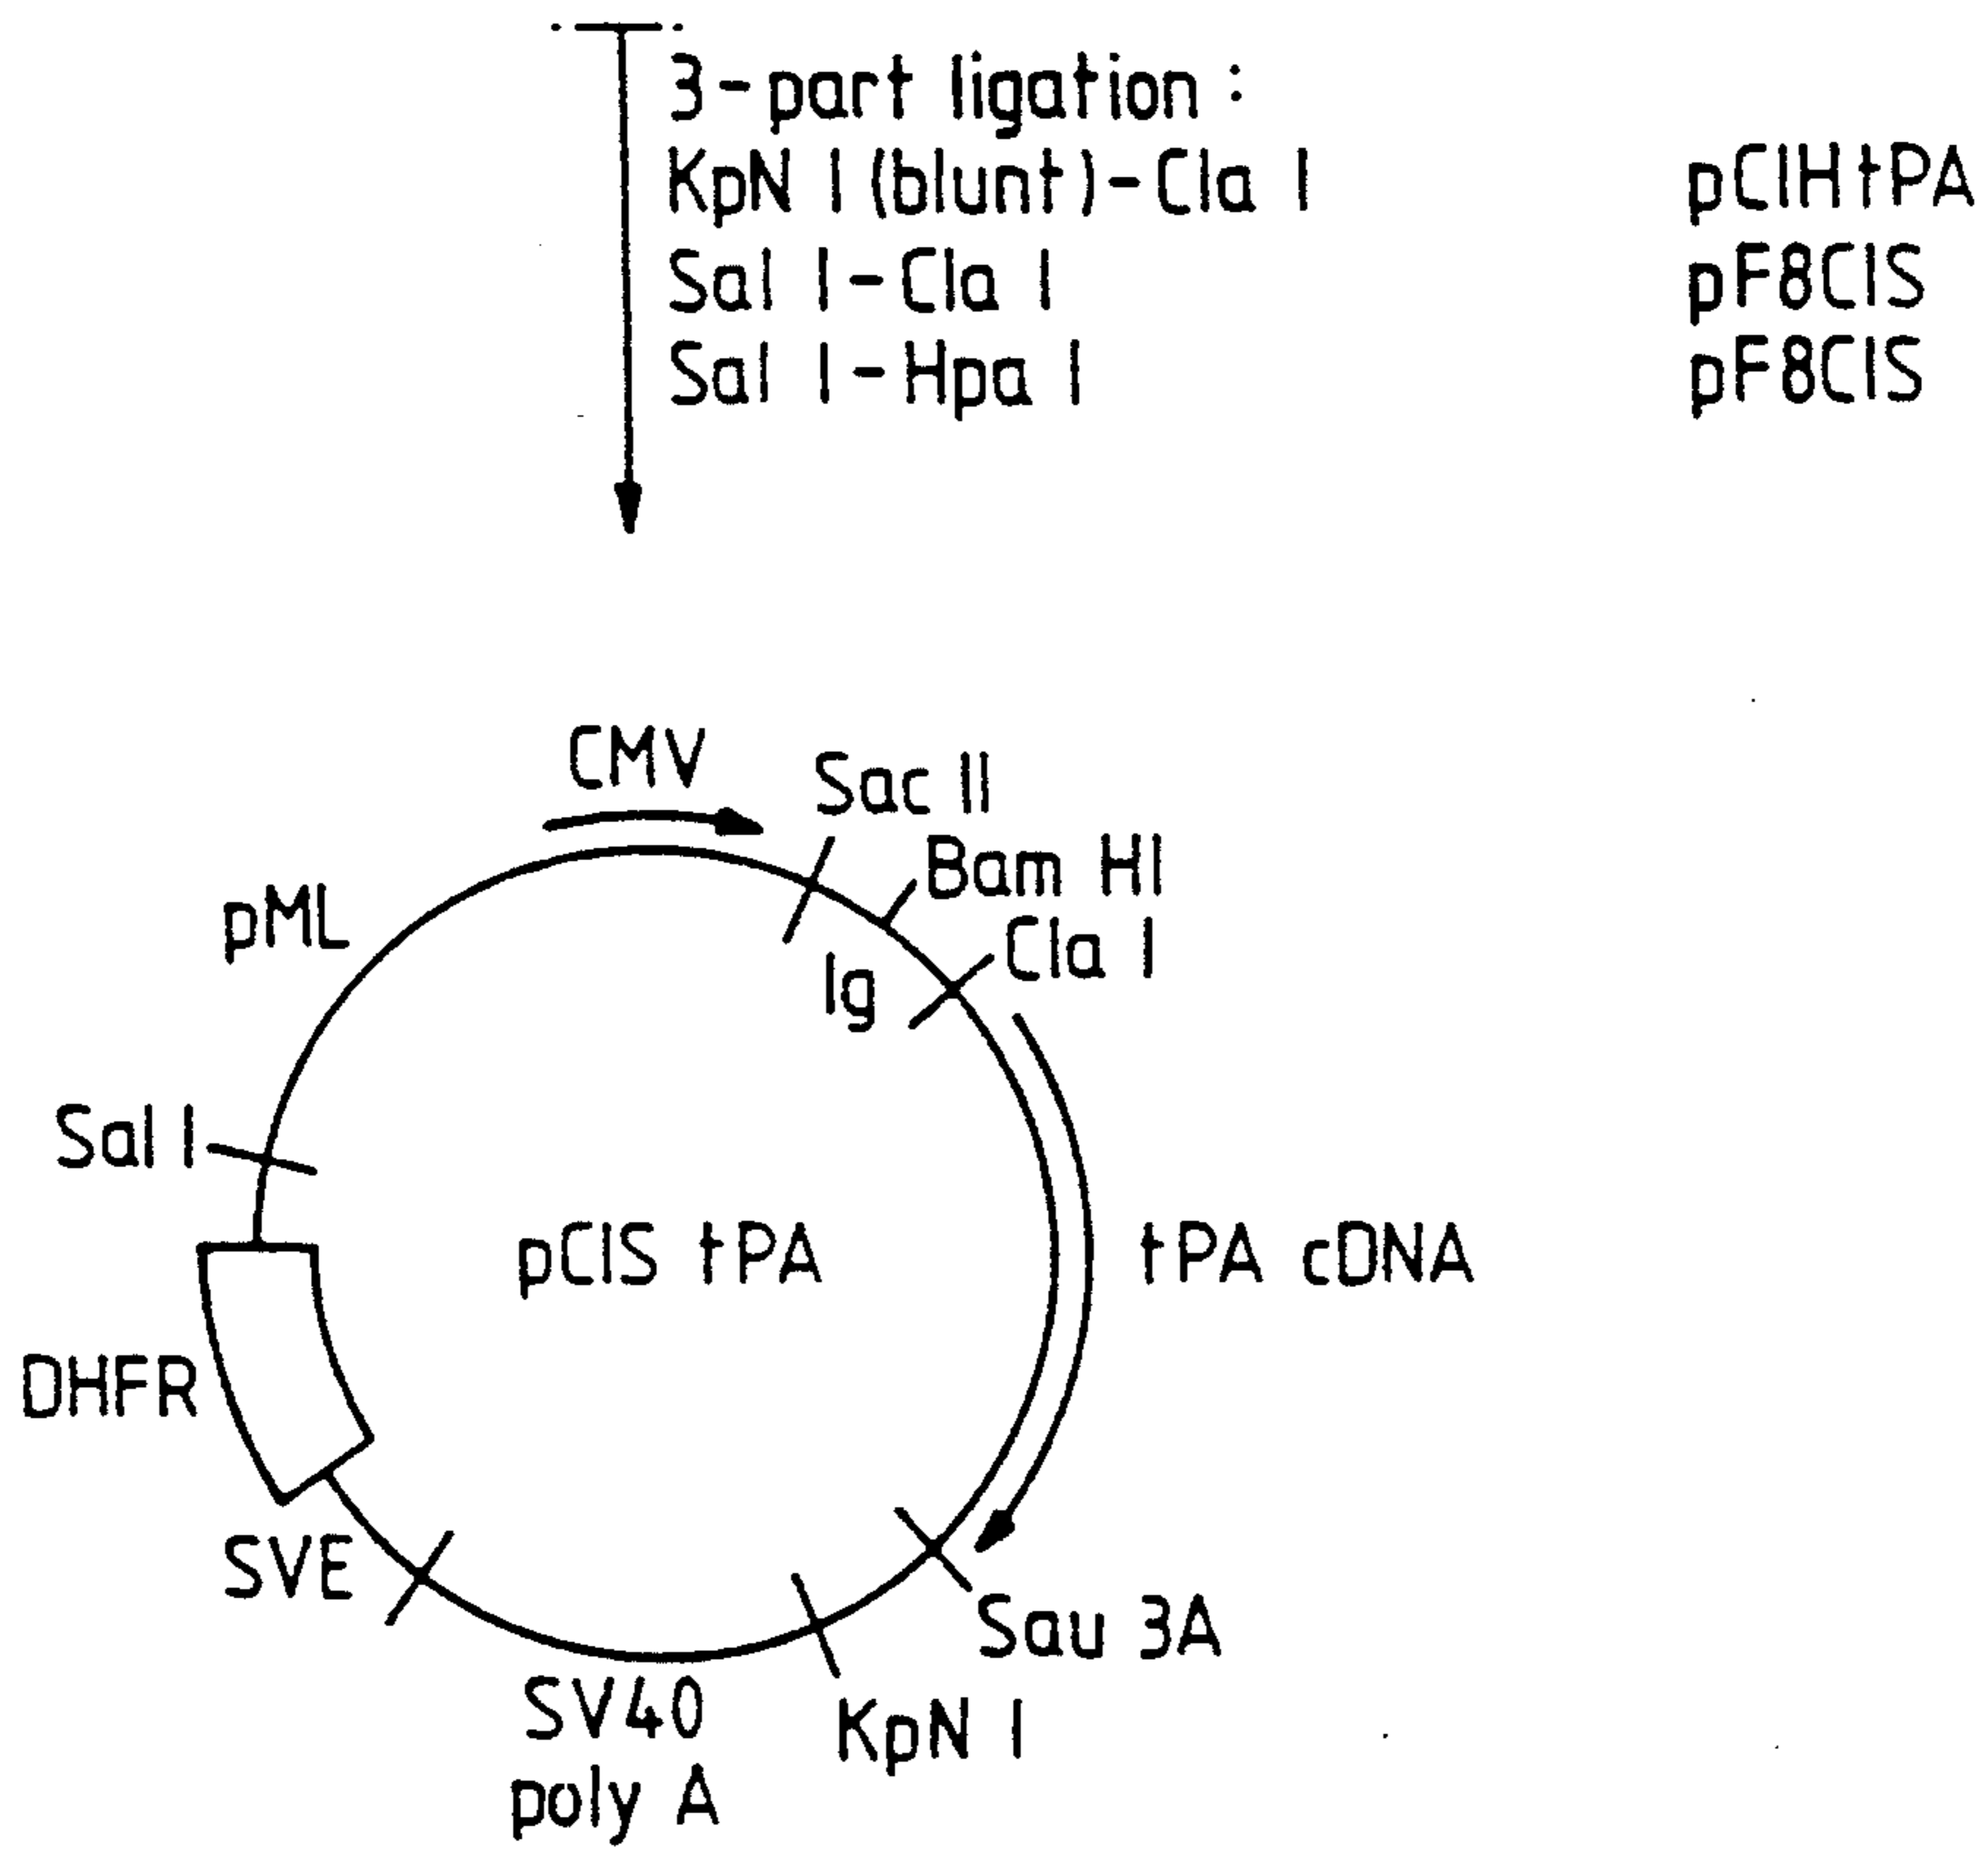 3-part ligation :
KpN I (blunt)-Cla I pCIHtPA
Sal I-Cla I pF8CIS
Sal I-Hpa I pF8CIS
CMV
Sac II
Bam HI
pML
Cla I
Ig
Sal I
pCIS tPA
tPA cDNA
DHFR
SVE
Sau 3A
SV40
KpN I
poly A